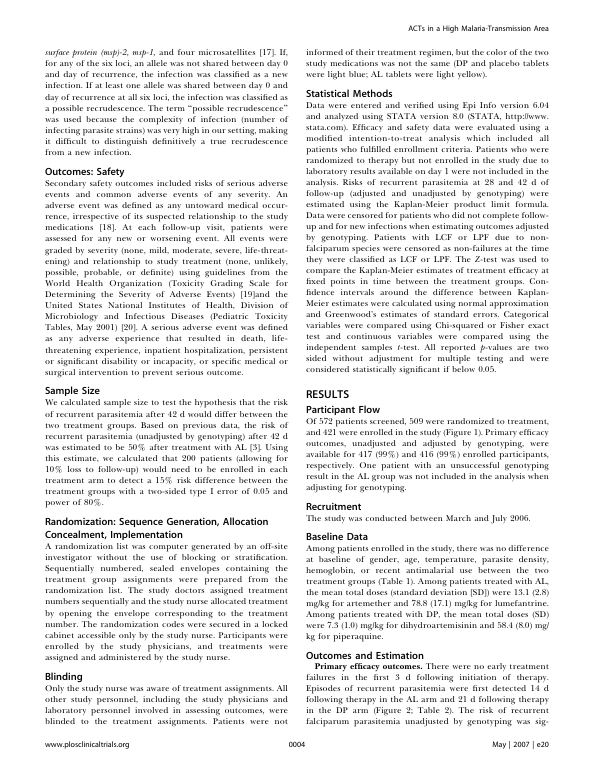 ACTs in a High Malaria-Transmission Area
surface protein (msp)-2, msp-1, and four microsatellites [17]. If,
for any of the six loci, an allele was not shared between day 0
and day of recurrence, the infection was classified as a new
infection. If at least one allele was shared between day 0 and
day of recurrence at all six loci, the infection was classified as
a possible recrudescence. The term “possible recrudescence”
was used because the complexity of infection (number of
infecting parasite strains) was very high in our setting, making
it difficult to distinguish definitively a true recrudescence
from a new infection.
Outcomes: Safety
Secondary safety outcomes included risks of serious adverse
events and common adverse events of any severity. An
adverse event was defined as any untoward medical occur-
rence, irrespective of its suspected relationship to the study
medications [18]. At each follow-up visit, patients were
assessed for any new or worsening event. All events were
graded by severity (none, mild, moderate, severe, life-threat-
ening) and relationship to study treatment (none, unlikely,
possible, probable, or definite) using guidelines from the
World Health Organization (Toxicity Grading Scale for
Determining the Severity of Adverse Events) [19]and the
United States National Institutes of Health, Division of
Microbiology and Infectious Diseases (Pediatric Toxicity
Tables, May 2001) [20]. A serious adverse event was defined
as any adverse experience that resulted in death, life-
threatening experience, inpatient hospitalization, persistent
or significant disability or incapacity, or specific medical or
surgical intervention to prevent serious outcome.
Sample Size
We calculated sample size to test the hypothesis that the risk
of recurrent parasitemia after 42 d would differ between the
two treatment groups. Based on previous data, the risk of
recurrent parasitemia (unadjusted by genotyping) after 42 d
was estimated to be 50% after treatment with AL [3]. Using
this estimate, we calculated that 200 patients (allowing for
10% loss to follow-up) would need to be enrolled in each
treatment arm to detect a 15% risk difference between the
treatment groups with a two-sided type I error of 0.05 and
power of 80%.
Randomization: Sequence Generation, Allocation
Concealment, Implementation
A randomization list was computer generated by an off-site
investigator without the use of blocking or stratification.
Sequentially numbered, sealed envelopes containing the
treatment group assignments were prepared from the
randomization list. The study doctors assigned treatment
numbers sequentially and the study nurse allocated treatment
by opening the envelope corresponding to the treatment
number. The randomization codes were secured in a locked
cabinet accessible only by the study nurse. Participants were
enrolled by the study physicians, and treatments were
assigned and administered by the study nurse.
Blinding
Only the study nurse was aware of treatment assignments. All
other study personnel, including the study physicians and
laboratory personnel involved in assessing outcomes, were
blinded to the treatment assignments. Patients were not
informed of their treatment regimen, but the color of the two
study medications was not the same (DP and placebo tablets
were light blue; AL tablets were light yellow).
Statistical Methods
Data were entered and verified using Epi Info version 6.04
and analyzed using STATA version 8.0 (STATA, http://www.
stata.com). Efficacy and safety data were evaluated using a
modified intention-to-treat analysis which included all
patients who fulfilled enrollment criteria. Patients who were
randomized to therapy but not enrolled in the study due to
laboratory results available on day 1 were not included in the
analysis. Risks of recurrent parasitemia at 28 and 42 d of
follow-up (adjusted and unadjusted by genotyping) were
estimated using the Kaplan-Meier product limit formula.
Data were censored for patients who did not complete follow-
up and for new infections when estimating outcomes adjusted
by genotyping. Patients with LCF or LPF due to non-
falciparum species were censored as non-failures at the time
they were classified as LCF or LPF. The Z-test was used to
compare the Kaplan-Meier estimates of treatment efficacy at
fixed points in time between the treatment groups. Con-
fidence intervals around the difference between Kaplan-
Meier estimates were calculated using normal approximation
and Greenwood's estimates of standard errors. Categorical
variables were compared using Chi-squared or Fisher exact
test and continuous variables were compared using the
independent samples t-test. All reported p-values are two
sided without adjustment for multiple testing and were
considered statistically significant if below 0.05.
RESULTS
Participant Flow
Of 572 patients screened, 509 were randomized to treatment,
and 421 were enrolled in the study (Figure 1). Primary efficacy
outcomes, unadjusted and adjusted by genotyping, were
available for 417 (99%) and 416 (99%) enrolled participants,
respectively. One patient with an unsuccessful genotyping
result in the AL group was not included in the analysis when
adjusting for genotyping.
Recruitment
The study was conducted between March and July 2006.
Baseline Data
Among patients enrolled in the study, there was no difference
at baseline of gender, age, temperature, parasite density,
hemoglobin, or recent antimalarial use between the two
treatment groups (Table 1). Among patients treated with AL,
the mean total doses (standard deviation [SD]) were 13.1 (2.8)
mg/kg for artemether and 78.8 (17.1) mg/kg for lumefantrine.
Among patients treated with DP, the mean total doses (SD)
were 7.3 (1.0) mg/kg for dihydroartemisinin and 58.4 (8.0) mg/
kg for piperaquine.
Outcomes and Estimation
Primary efficacy outcomes. There were no early treatment
failures in the first 3 d following initiation of therapy.
Episodes of recurrent parasitemia were first detected 14 d
following therapy in the AL arm and 21 d following therapy
in the DP arm (Figure 2; Table 2). The risk of recurrent
falciparum parasitemia unadjusted by genotyping was sig-
www.plosclinicaltrials.org
0004
May | 2007 | e20